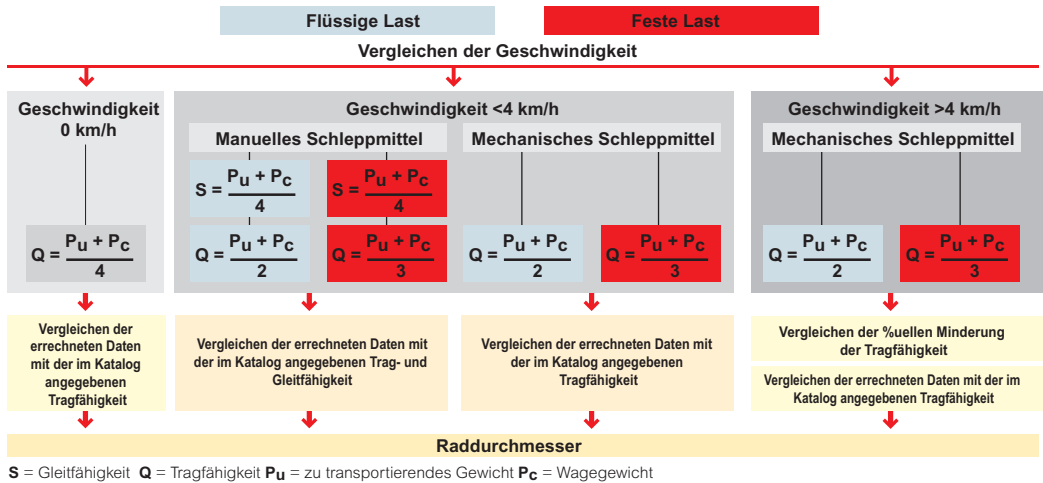 Flüssige Last
Feste Last
Vergleichen der Geschwindigkeit
Geschwindigkeit
0 km/h
Q = Pu + Pc / 4
Geschwindigkeit <4 km/h
Manuelles Schleppmittel
S = Pu + Pc / 4
S = Pu + Pc / 4
Q = Pu + Pc / 2
Q = Pu + Pc / 3
Mechanisches Schleppmittel
Q = Pu + Pc / 2
Q = Pu + Pc / 3
Geschwindigkeit >4 km/h
Mechanisches Schleppmittel
Q = Pu + Pc / 2
Q = Pu + Pc / 3
Vergleichen der
errechneten Daten
mit der im Katalog
angegebenen
Tragfähigkeit
Vergleichen der errechneten Daten mit
der im Katalog angegebenen Trag- und
Gleitfähigkeit
Vergleichen der errechneten Daten mit
der im Katalog angegebenen
Tragfähigkeit
Vergleichen der %uellen Minderung
der Tragfähigkeit
Vergleichen der errechneten Daten mit der im
Katalog angegebenen Tragfähigkeit
Raddurchmesser
S = Gleitfähigkeit Q = Tragfähigkeit Pu = zu transportierendes Gewicht Pc = Wagegewicht